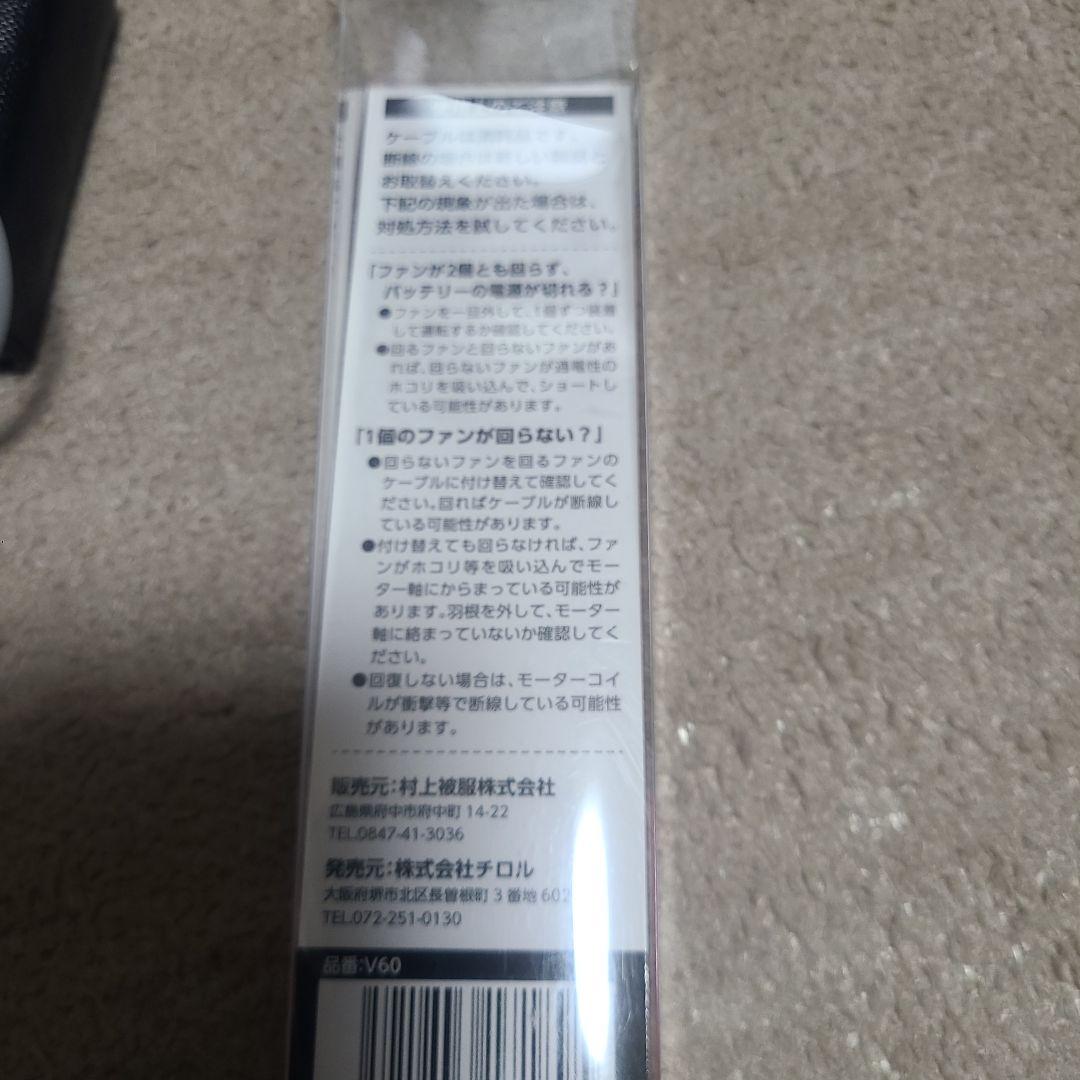 ケーブルは消耗品です。
断線の場合は新しい製品と
お取替えください。
下記の現象が出た場合は、
対処方法を試してください。
「ファンが2個とも回らず、
バッテリーの電源が切れる？」
●ファンを一旦外して、1個ずつ装着
して運転するか確認してください。
●回るファンと回らないファンがあ
れば、回らないファンが通電性の
ホコリを吸い込んで、ショートし
ている可能性があります。
「1個のファンが回らない？」
●回らないファンを回るファンの
ケーブルに付け替えて確認してく
ださい。回ればケーブルが断線し
ている可能性があります。
●付け替えても回らなければ、ファ
ンがホコリ等を吸い込んでモー
ター軸にからまっている可能性が
あります。羽根を外して、モーター
軸に絡まっていないか確認してく
ださい。
●回復しない場合は、モーターコイ
ルが衝撃等で断線している可能性
があります。
販売元：村上被服株式会社
広島県府中市府中町 14-22
TEL.0847-41-3036
発売元：株式会社チロル
大阪府堺市北区長曽根町 3 番地 602
TEL.072-251-0130
品番：V60